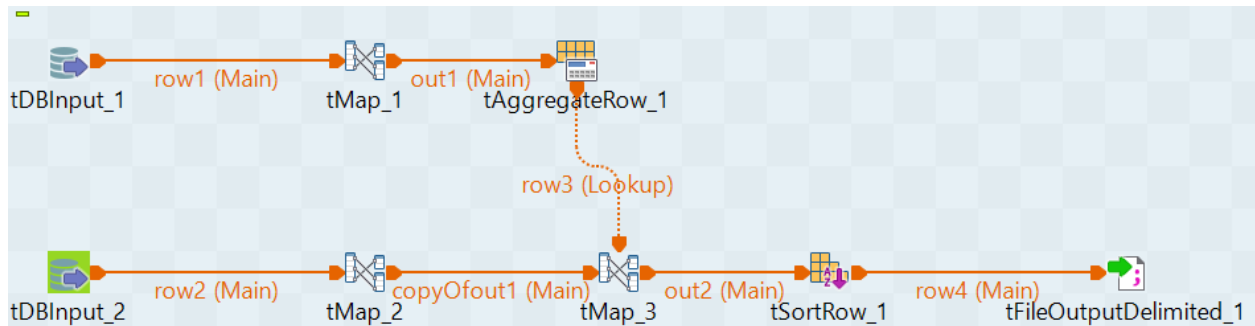 row1 (Main)
out1 (Main)
tDBInput_1
tMap_1
tAggregateRow_1
row3 (Lookup)
row2 (Main)
copyOfout1 (Main)
out2 (Main)
row4 (Main)
tDBInput_2
tMap_2
tMap_3
tSortRow_1
tFileOutputDelimited_1